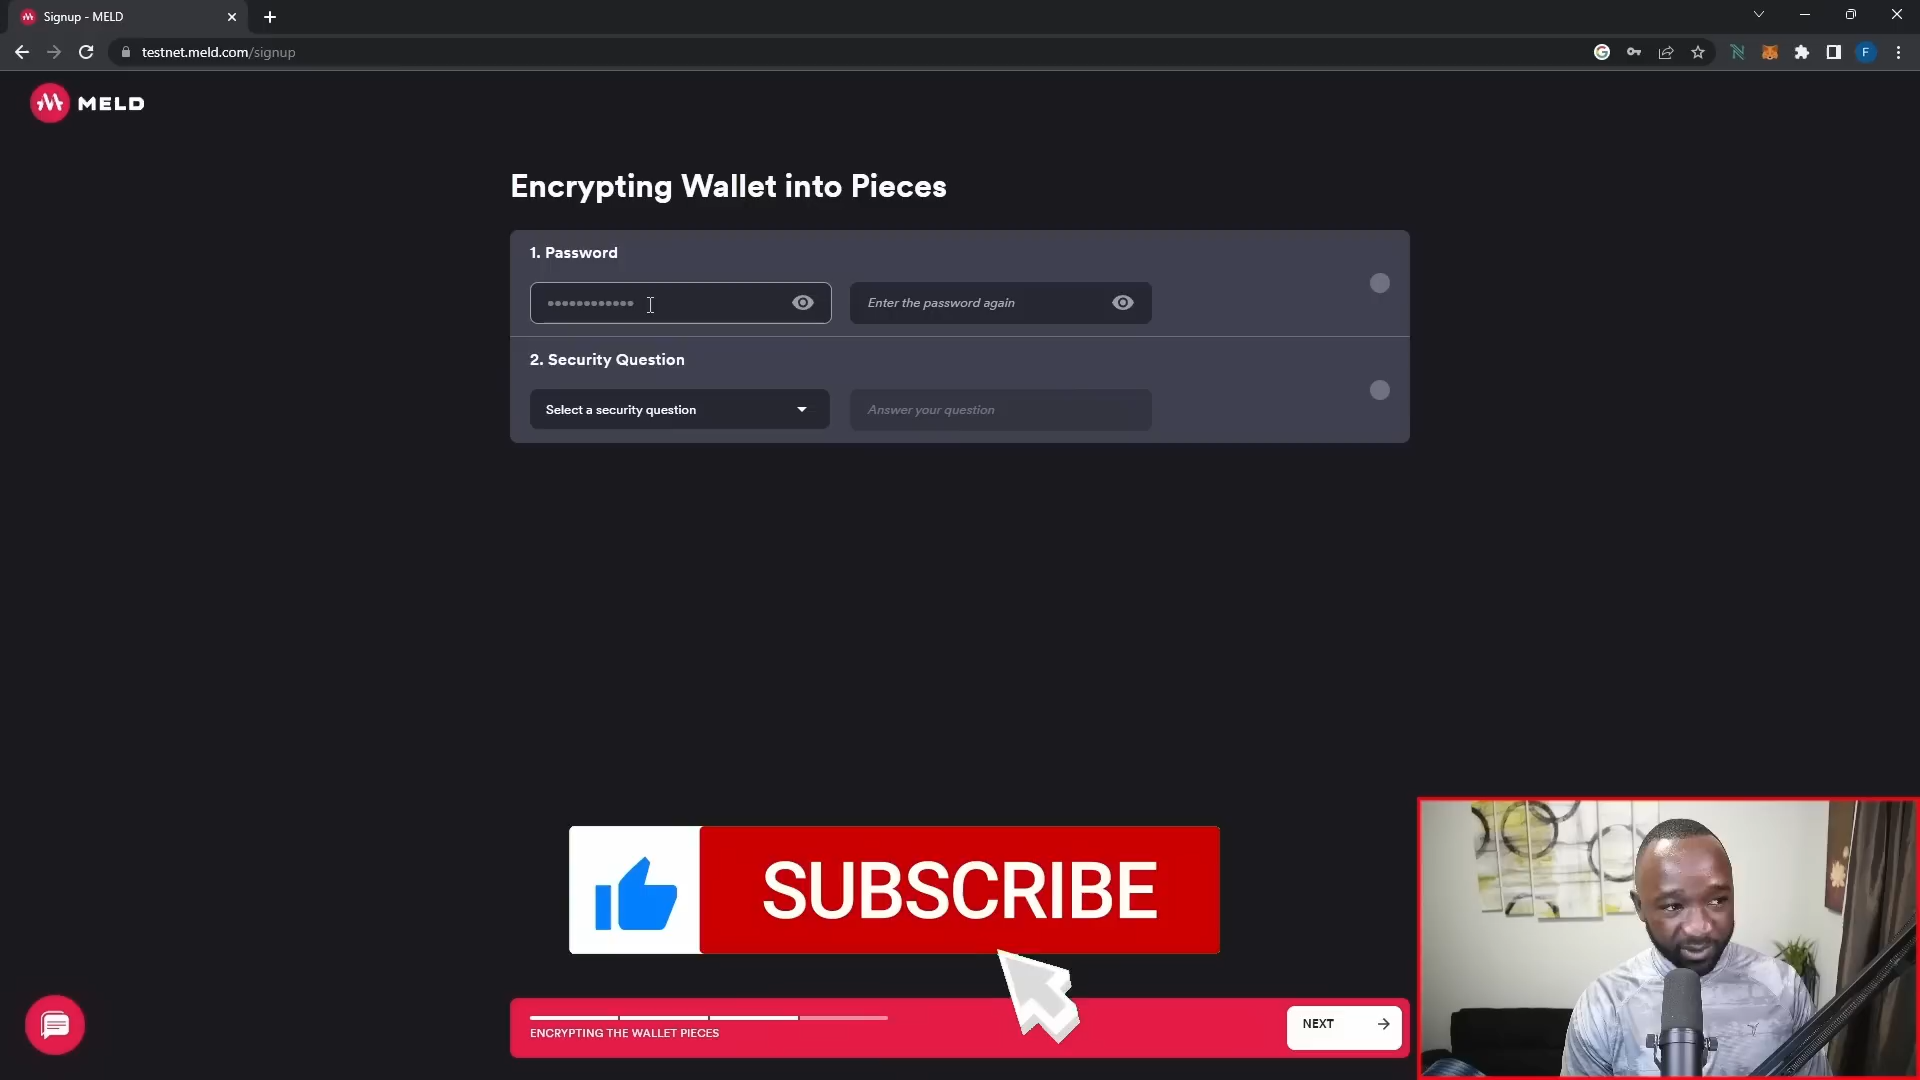 Signup - MELD
testnet.meld.com/signup
F
MELD
Encrypting Wallet into Pieces
1. Password
••••••••••••
Enter the password again
2. Security Question
Select a security question
Answer your question
SUBSCRIBE
ENCRYPTING THE WALLET PIECES
NEXT